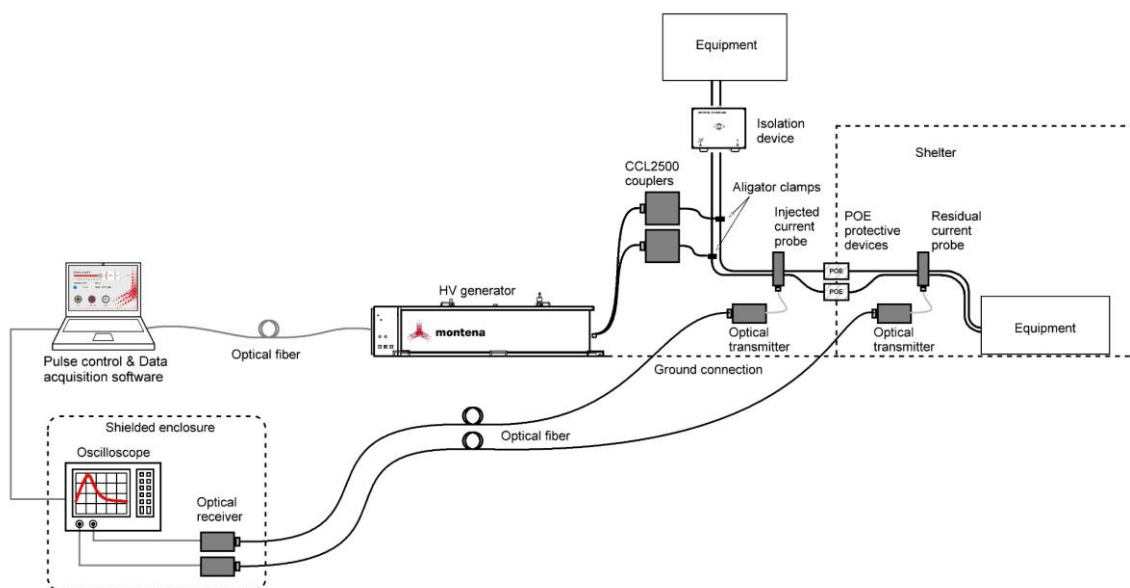 Equipment
Isolation
device
Shelter
CCL2500
couplers
Aligator clamps
Injected
current
probe
POE
protective
devices
Residual
current
probe
POE
POE
HV generator
montena
Optical fiber
Pulse control & Data
acquisition software
Optical
transmitter
Optical
transmitter
Equipment
Ground connection
Shielded enclosure
Optical fiber
Oscilloscope
Optical
receiver